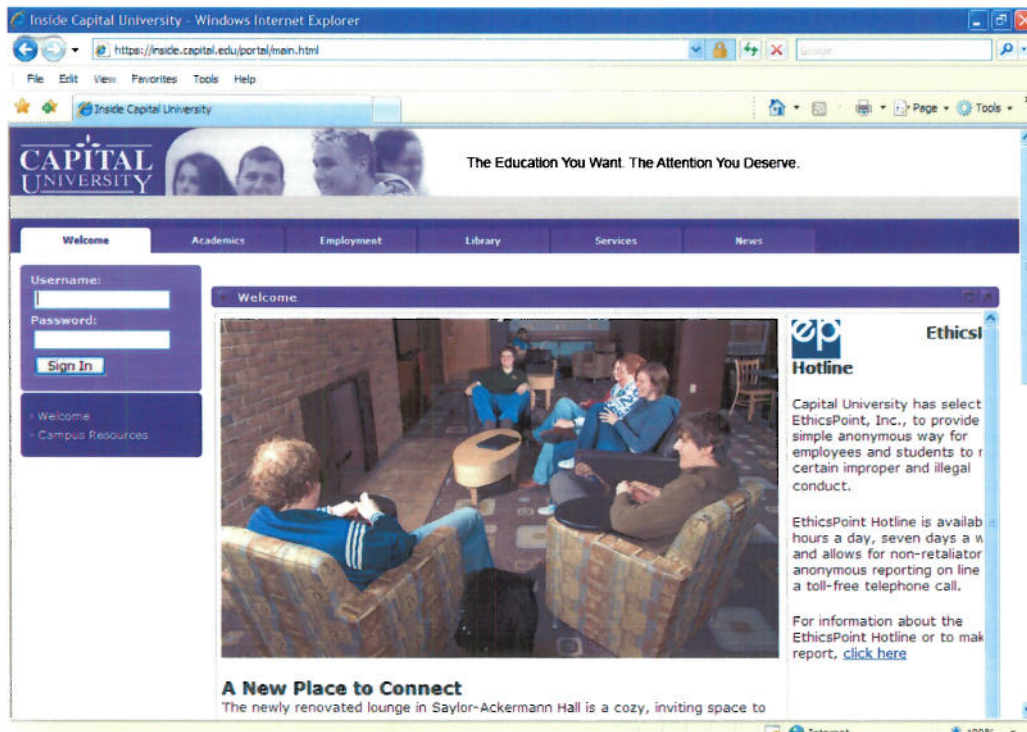 Inside Capital University - Windows Internet Explorer
https://inside.capital.edu/portal/main.html
Google
File Edit View Favorites Tools Help
Inside Capital University
Page Tools
CAPITAL
UNIVERSITY
The Education You Want. The Attention You Deserve.
Welcome Academics Employment Library Services News
Username:
Password:
Sign In
Welcome
Campus Resources
Welcome
ep
EthicsP
Hotline
Capital University has select
EthicsPoint, Inc., to provide
simple anonymous way for
employees and students to r
certain improper and illegal
conduct.
EthicsPoint Hotline is availab
hours a day, seven days a w
and allows for non-retaliator
anonymous reporting on line
a toll-free telephone call.
For information about the
EthicsPoint Hotline or to mak
report, click here
A New Place to Connect
The newly renovated lounge in Saylor-Ackermann Hall is a cozy, inviting space to
Internet 100%